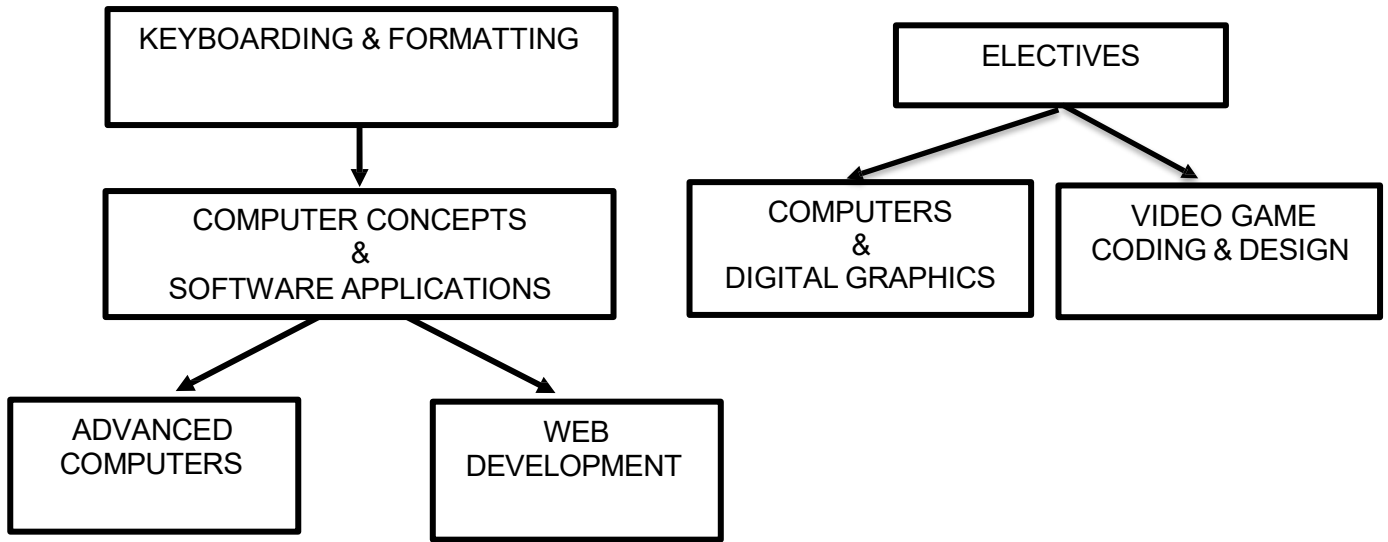 KEYBOARDING & FORMATTING
ELECTIVES
COMPUTER CONCEPTS
&
SOFTWARE APPLICATIONS
COMPUTERS
&
DIGITAL GRAPHICS
VIDEO GAME
CODING & DESIGN
ADVANCED
COMPUTERS
WEB
DEVELOPMENT